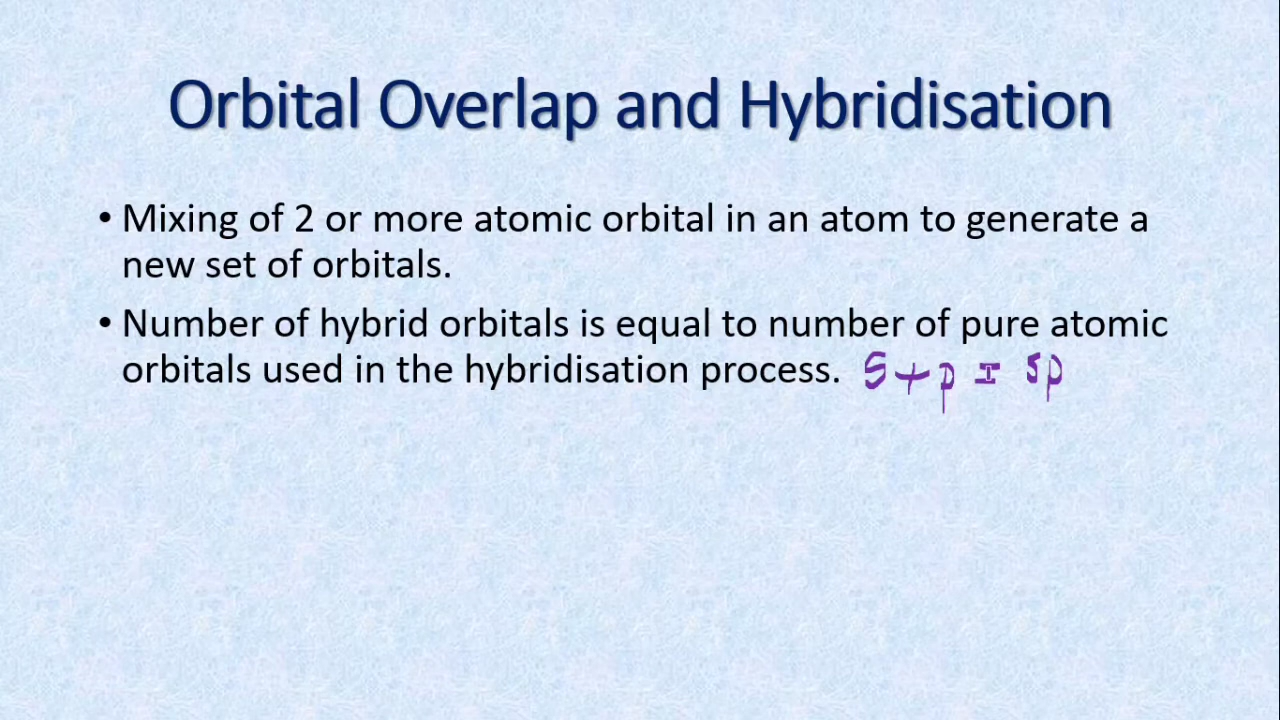 Orbital Overlap and Hybridisation
• Mixing of 2 or more atomic orbital in an atom to generate a
new set of orbitals.
• Number of hybrid orbitals is equal to number of pure atomic
orbitals used in the hybridisation process. S + p = sp